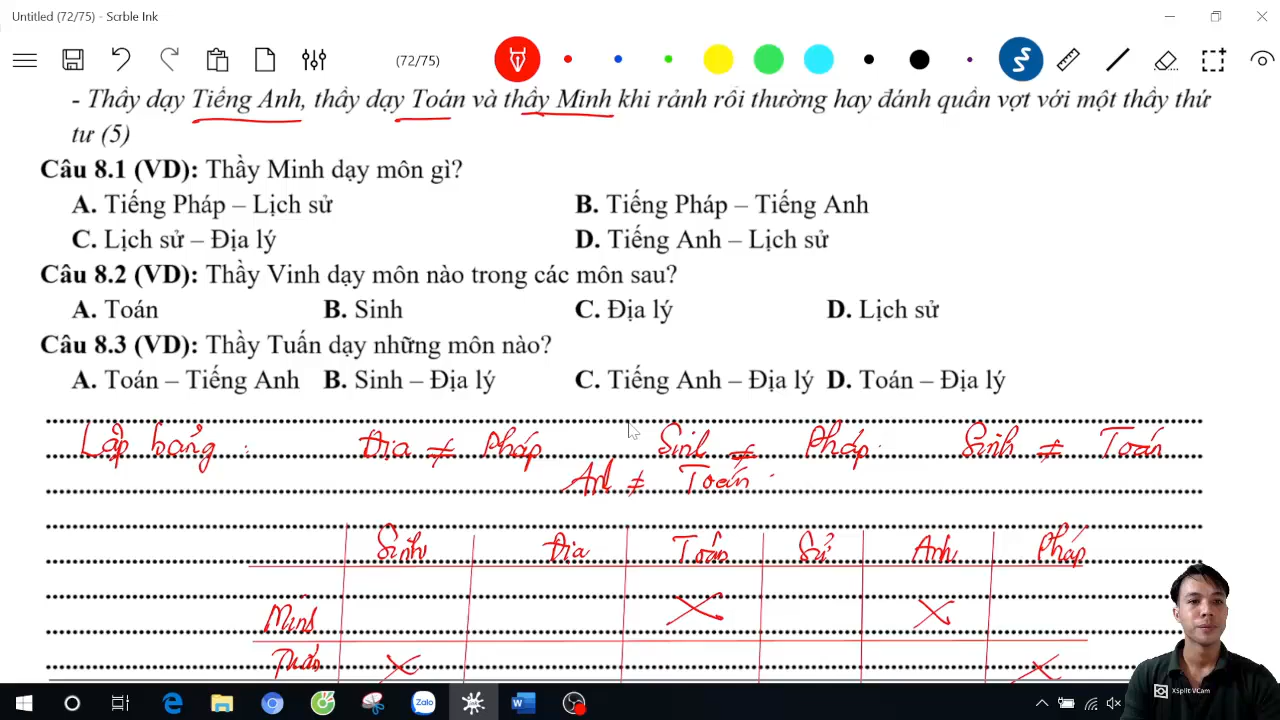 Untitled (72/75) - Scrble Ink
(72/75)
- Thầy dạy Tiếng Anh, thầy dạy Toán và thầy Minh khi rảnh rỗi thường hay đánh quần vợt với một thầy thứ
tư (5)
Câu 8.1 (VD): Thầy Minh dạy môn gì?
A. Tiếng Pháp – Lịch sử B. Tiếng Pháp – Tiếng Anh
C. Lịch sử – Địa lý D. Tiếng Anh – Lịch sử
Câu 8.2 (VD): Thầy Vinh dạy môn nào trong các môn sau?
A. Toán B. Sinh C. Địa lý D. Lịch sử
Câu 8.3 (VD): Thầy Tuấn dạy những môn nào?
A. Toán – Tiếng Anh B. Sinh – Địa lý C. Tiếng Anh – Địa lý D. Toán – Địa lý
Lập bảng : Địa ≠ Pháp Sinh ≠ Pháp Sinh ≠ Toán
Anh ≠ Toán
Sinh Địa Toán Sử Anh Pháp
Minh X X
X X
XSplit VCam
Zalo